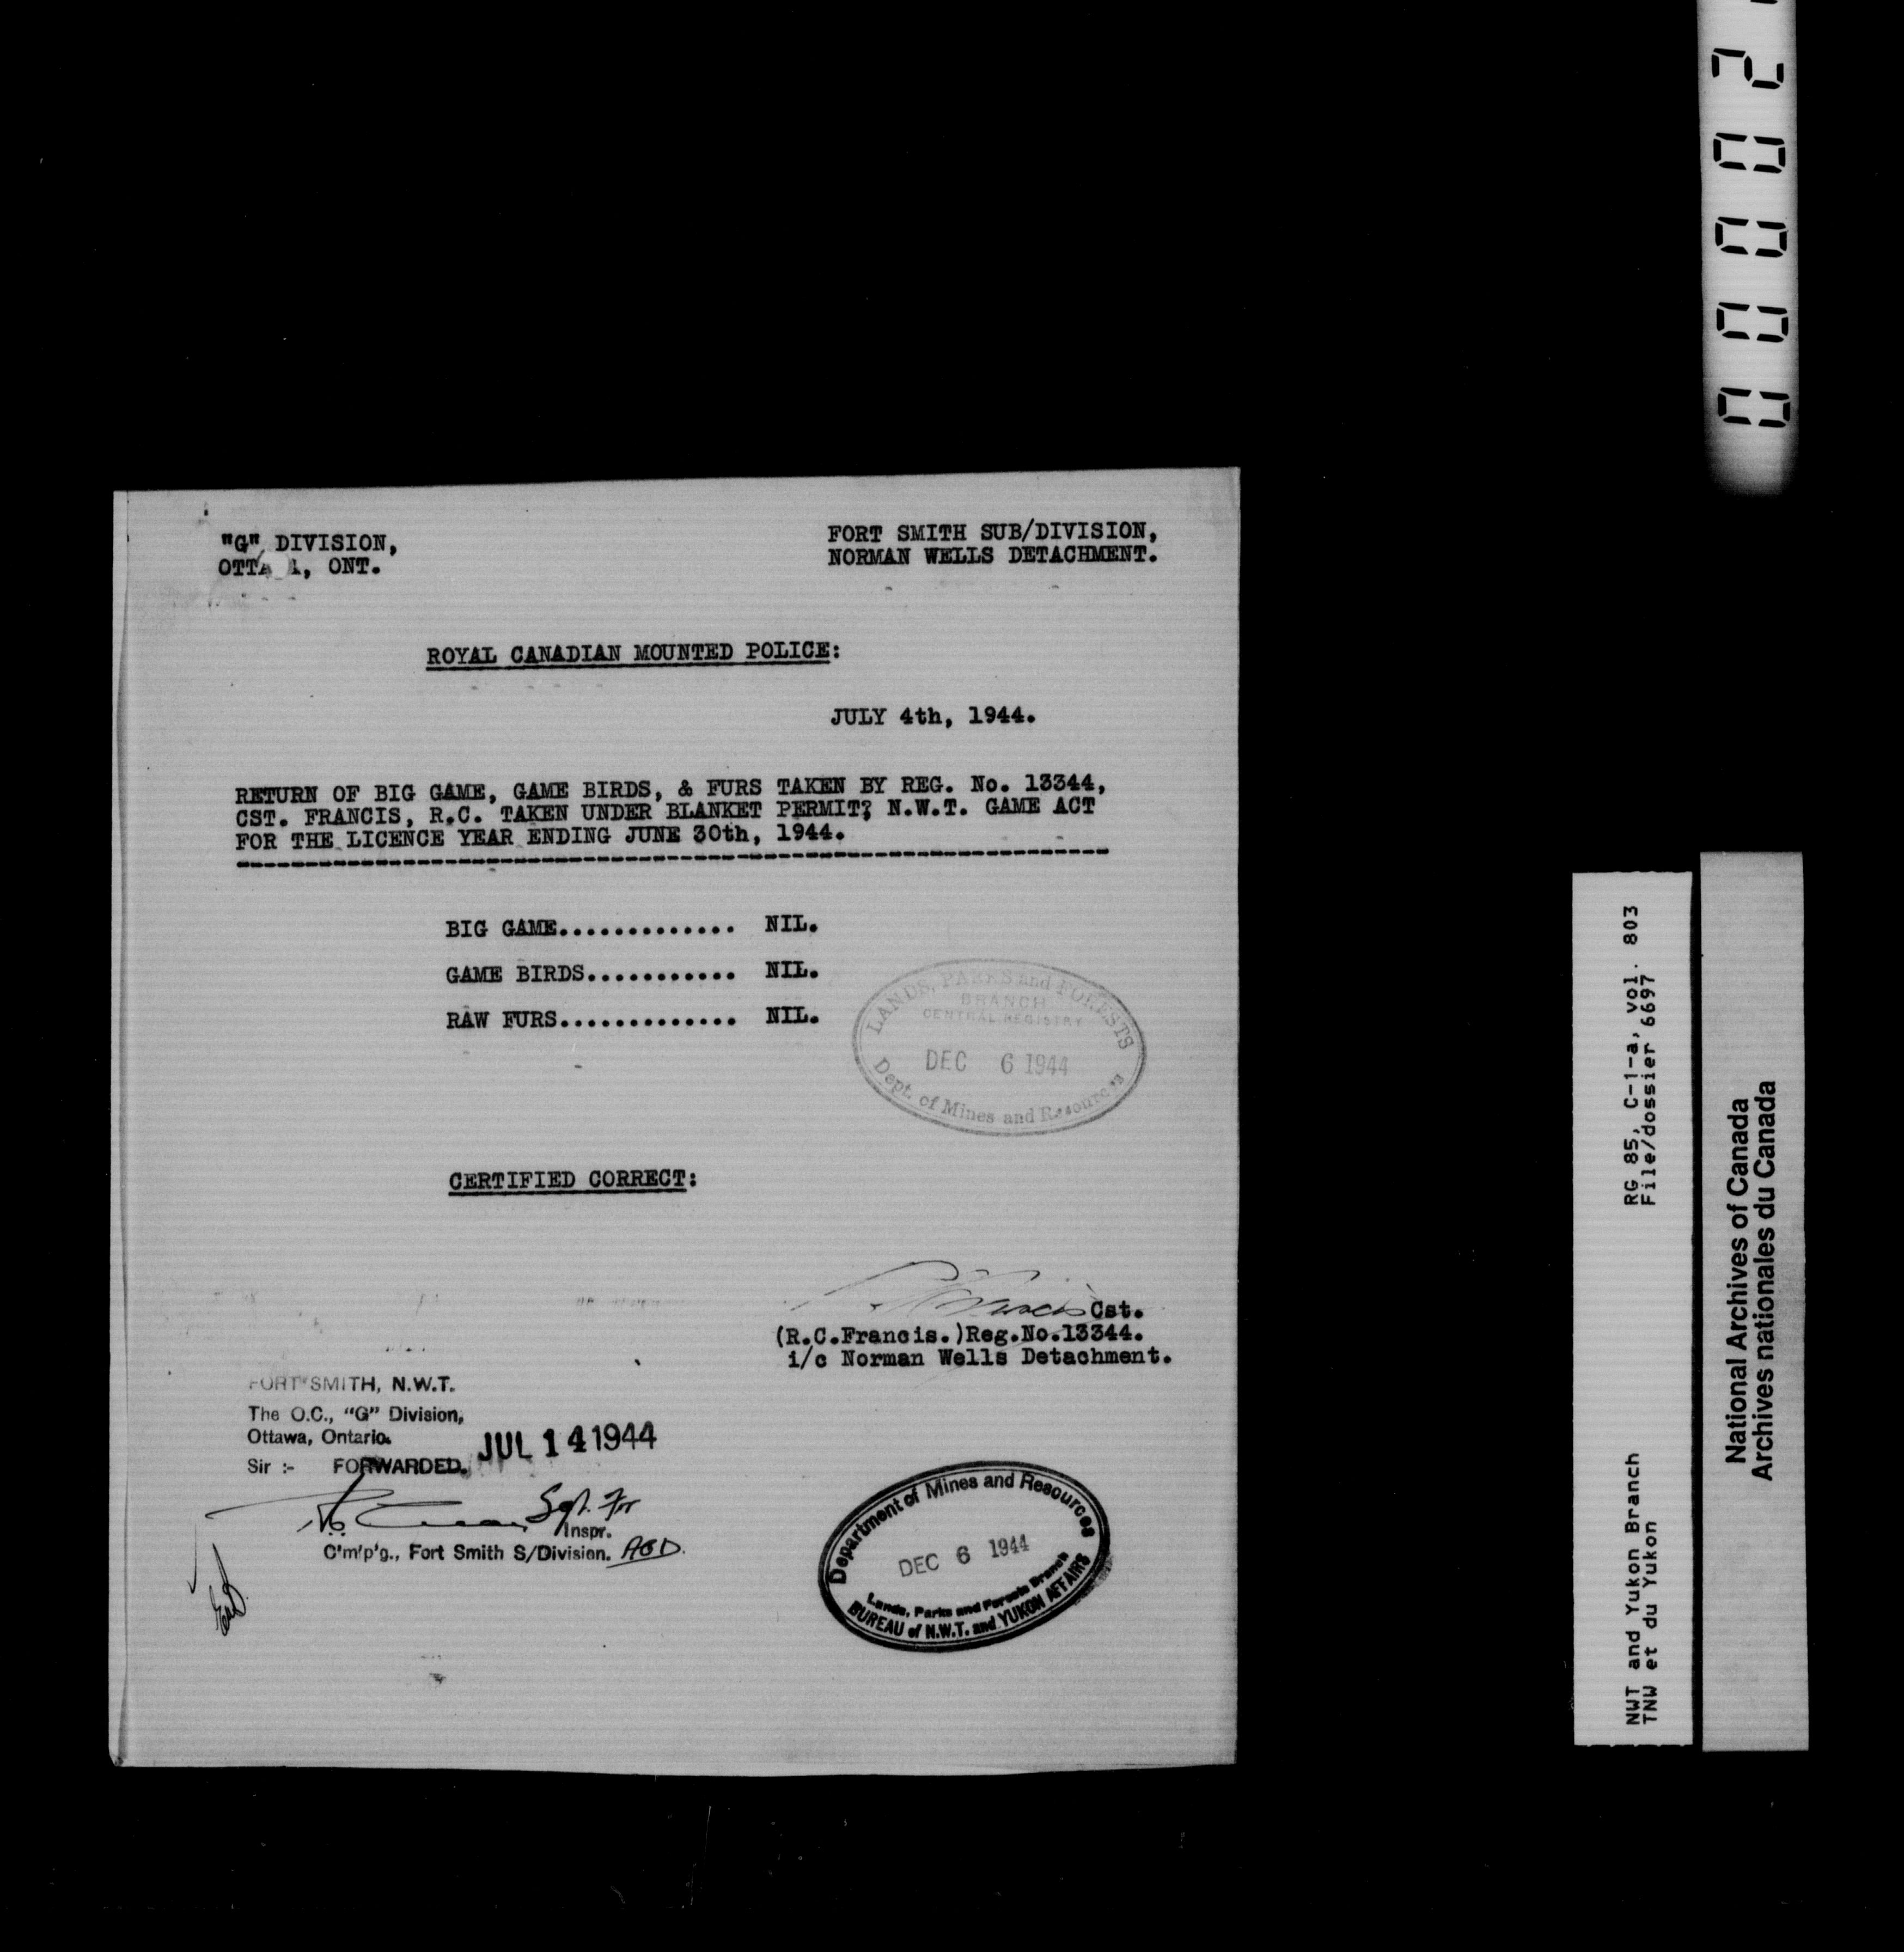 "G" DIVISION,
OTTAWA, ONT.
FORT SMITH SUB/DIVISION,
NORMAN WELLS DETACHMENT.
ROYAL CANADIAN MOUNTED POLICE:
JULY 4th, 1944.
RETURN OF BIG GAME, GAME BIRDS, & FURS TAKEN BY REG. No. 13344,
CST. FRANCIS, R.C. TAKEN UNDER BLANKET PERMIT; N.W.T. GAME ACT
FOR THE LICENCE YEAR ENDING JUNE 30th, 1944.
BIG GAME............. NIL.
GAME BIRDS........... NIL.
RAW FURS............. NIL.
LANDS, PARKS and FORESTS
BRANCH
CENTRAL REGISTRY
DEC 6 1944
Dept. of Mines and Resources
CERTIFIED CORRECT:
Francis Cst.
(R.C.Francis.)Reg.No.13344.
i/c Norman Wells Detachment.
FORT SMITH, N.W.T.
The O.C., "G" Division,
Ottawa, Ontario.
JUL 14 1944
Sir :- FORWARDED.
Sgt. For
Inspr.
C'm'p'g., Fort Smith S/Division.
Department of Mines and Resources
DEC 6 1944
Lands, Parks and Forests Branch
BUREAU of N.W.T. and YUKON AFFAIRS
NWT and Yukon Branch RG 85, C-1-a, vol. 803
TNW et du Yukon File/dossier 6697
National Archives of Canada
Archives nationales du Canada